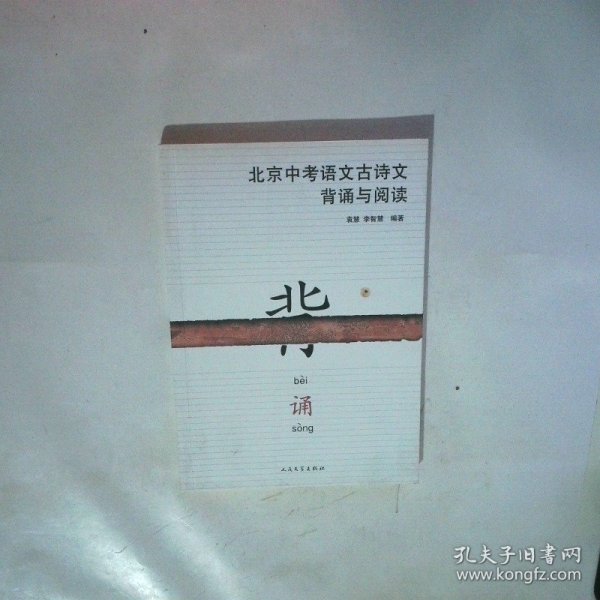 北京中考语文古诗文
背诵与阅读
袁慧 李智慧 编著
背
bèi
诵
sòng
人民文学出版社
孔夫子旧书网
www.kongfz.com